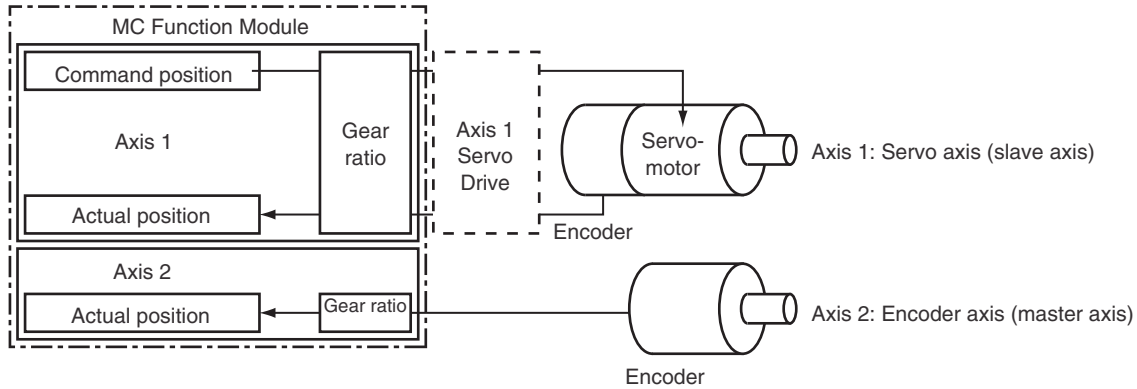 MC Function Module
Command position
Axis 1
Gear
ratio
Axis 1
Servo
Drive
Servo-
motor
Axis 1: Servo axis (slave axis)
Actual position
Encoder
Axis 2
Actual position
Gear ratio
Axis 2: Encoder axis (master axis)
Encoder